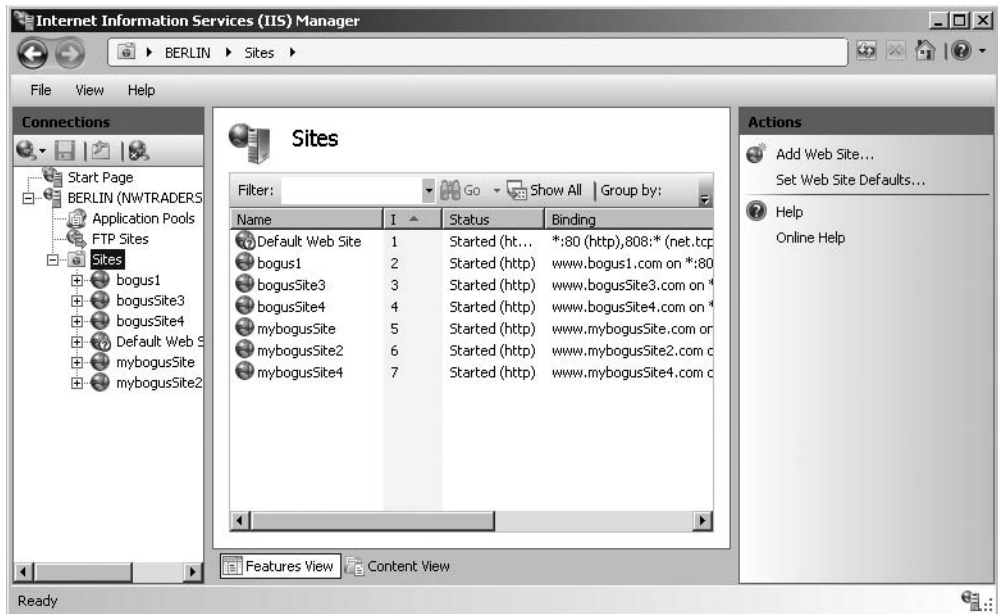 Internet Information Services (IIS) Manager
BERLIN Sites
File View Help
Connections
Start Page
BERLIN (NWTRADERS
Application Pools
FTP Sites
Sites
bogus1
bogusSite3
bogusSite4
Default Web S
mybogusSite
mybogusSite2
Sites
Filter: Go Show All Group by:
Name I Status Binding
Default Web Site 1 Started (ht... *:80 (http),808:* (net.tcp
bogus1 2 Started (http) www.bogus1.com on *:80
bogusSite3 3 Started (http) www.bogusSite3.com on *
bogusSite4 4 Started (http) www.bogusSite4.com on *
mybogusSite 5 Started (http) www.mybogusSite.com on
mybogusSite2 6 Started (http) www.mybogusSite2.com o
mybogusSite4 7 Started (http) www.mybogusSite4.com o
Features View Content View
Actions
Add Web Site...
Set Web Site Defaults...
Help
Online Help
Ready